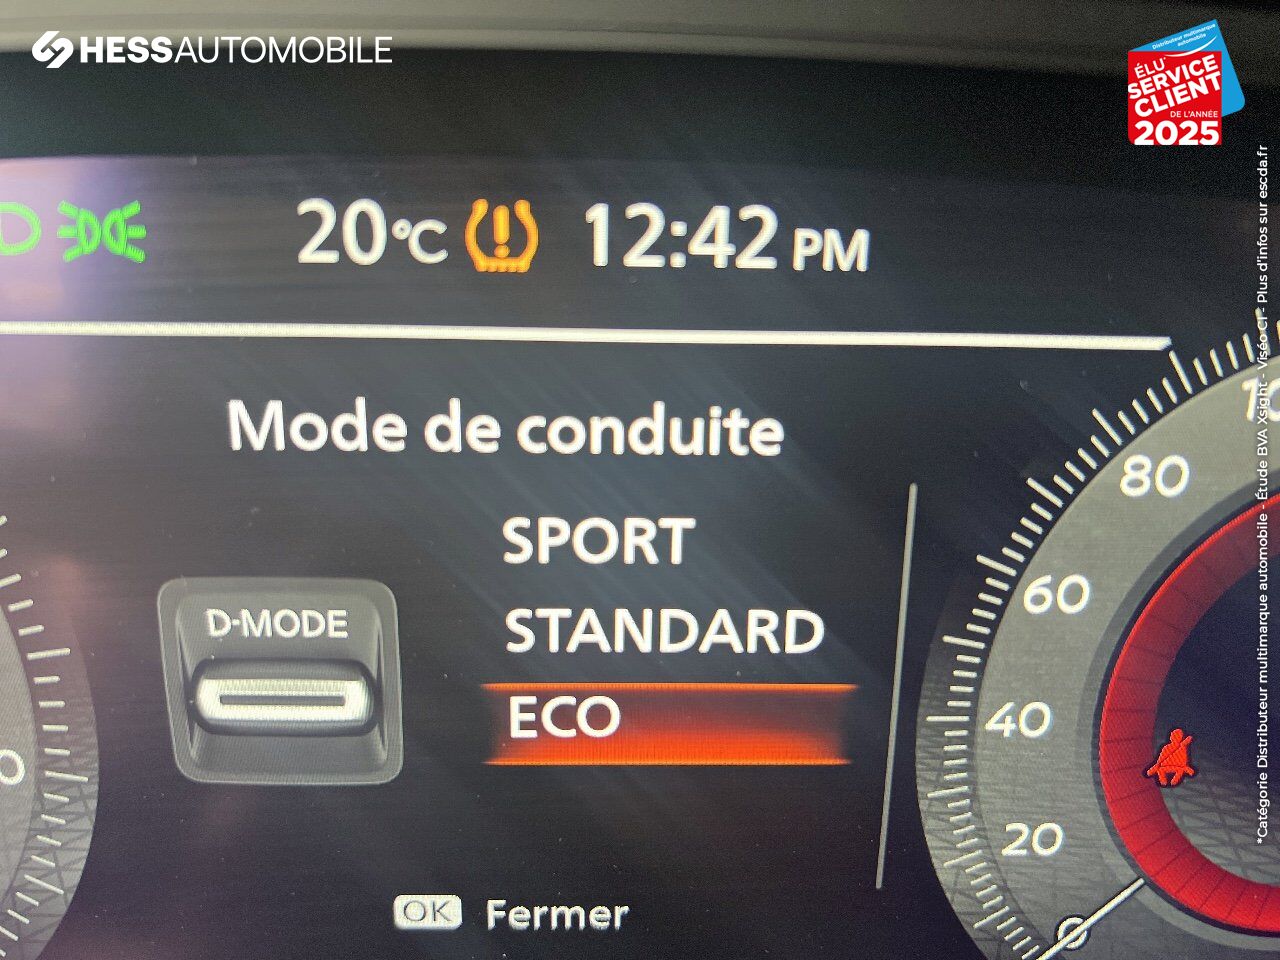 HESSAUTOMOBILE
Distributeur multimarque
automobile
ÉLU
SERVICE
CLIENT
DE L'ANNÉE
2025
20°C 12:42 PM
Mode de conduite
SPORT
D-MODE
STANDARD
ECO
OK Fermer
80
60
40
20
0
*Catégorie Distributeur multimarque automobile - Étude BVA Xsight - Viséo CI - Plus d'infos sur escda.fr